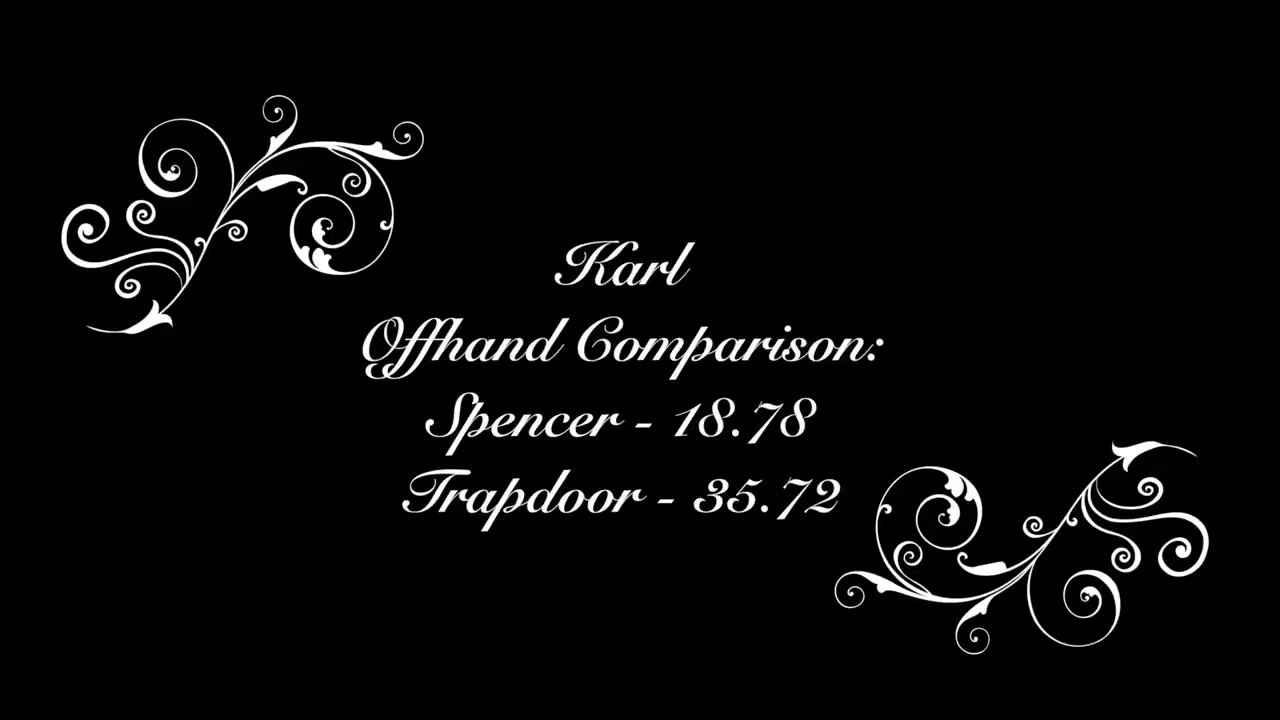 Karl
Offhand Comparison:
Spencer - 18.78
Trapdoor - 35.72